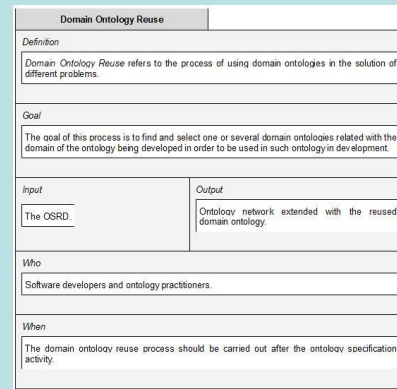 Domain Ontology Reuse
Definition
Domain Ontology Reuse refers to the process of using domain ontologies in the solution of
different problems.
Goal
The goal of this process is to find and select one or several domain ontologies related with the
domain of the ontology being developed in order to be used in such ontology in development.
Input
The OSRD.
Output
Ontology network extended with the reused
domain ontology.
Who
Software developers and ontology practitioners.
When
The domain ontology reuse process should be carried out after the ontology specification
activity.